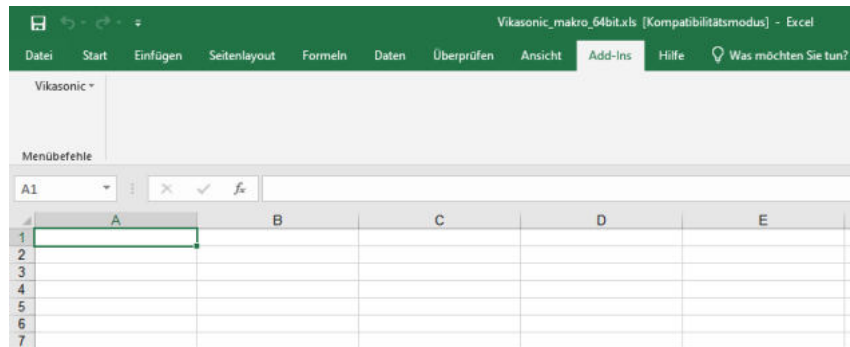 Vikasonic_makro_64bit.xls [Kompatibilitätsmodus] - Excel
Datei Start Einfügen Seitenlayout Formeln Daten Überprüfen Ansicht Add-Ins Hilfe Was möchten Sie tun?
Vikasonic
Menübefehle
A1 fx
A B C D E
1
2
3
4
5
6
7